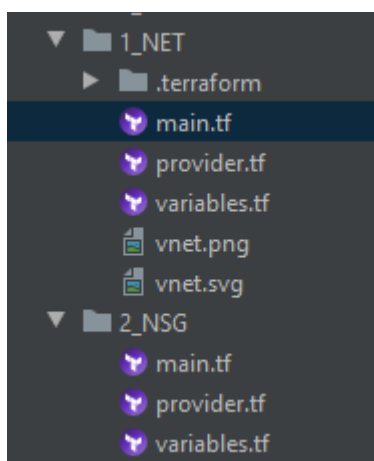 1_NET
.terraform
main.tf
provider.tf
variables.tf
vnet.png
vnet.svg
2_NSG
main.tf
provider.tf
variables.tf